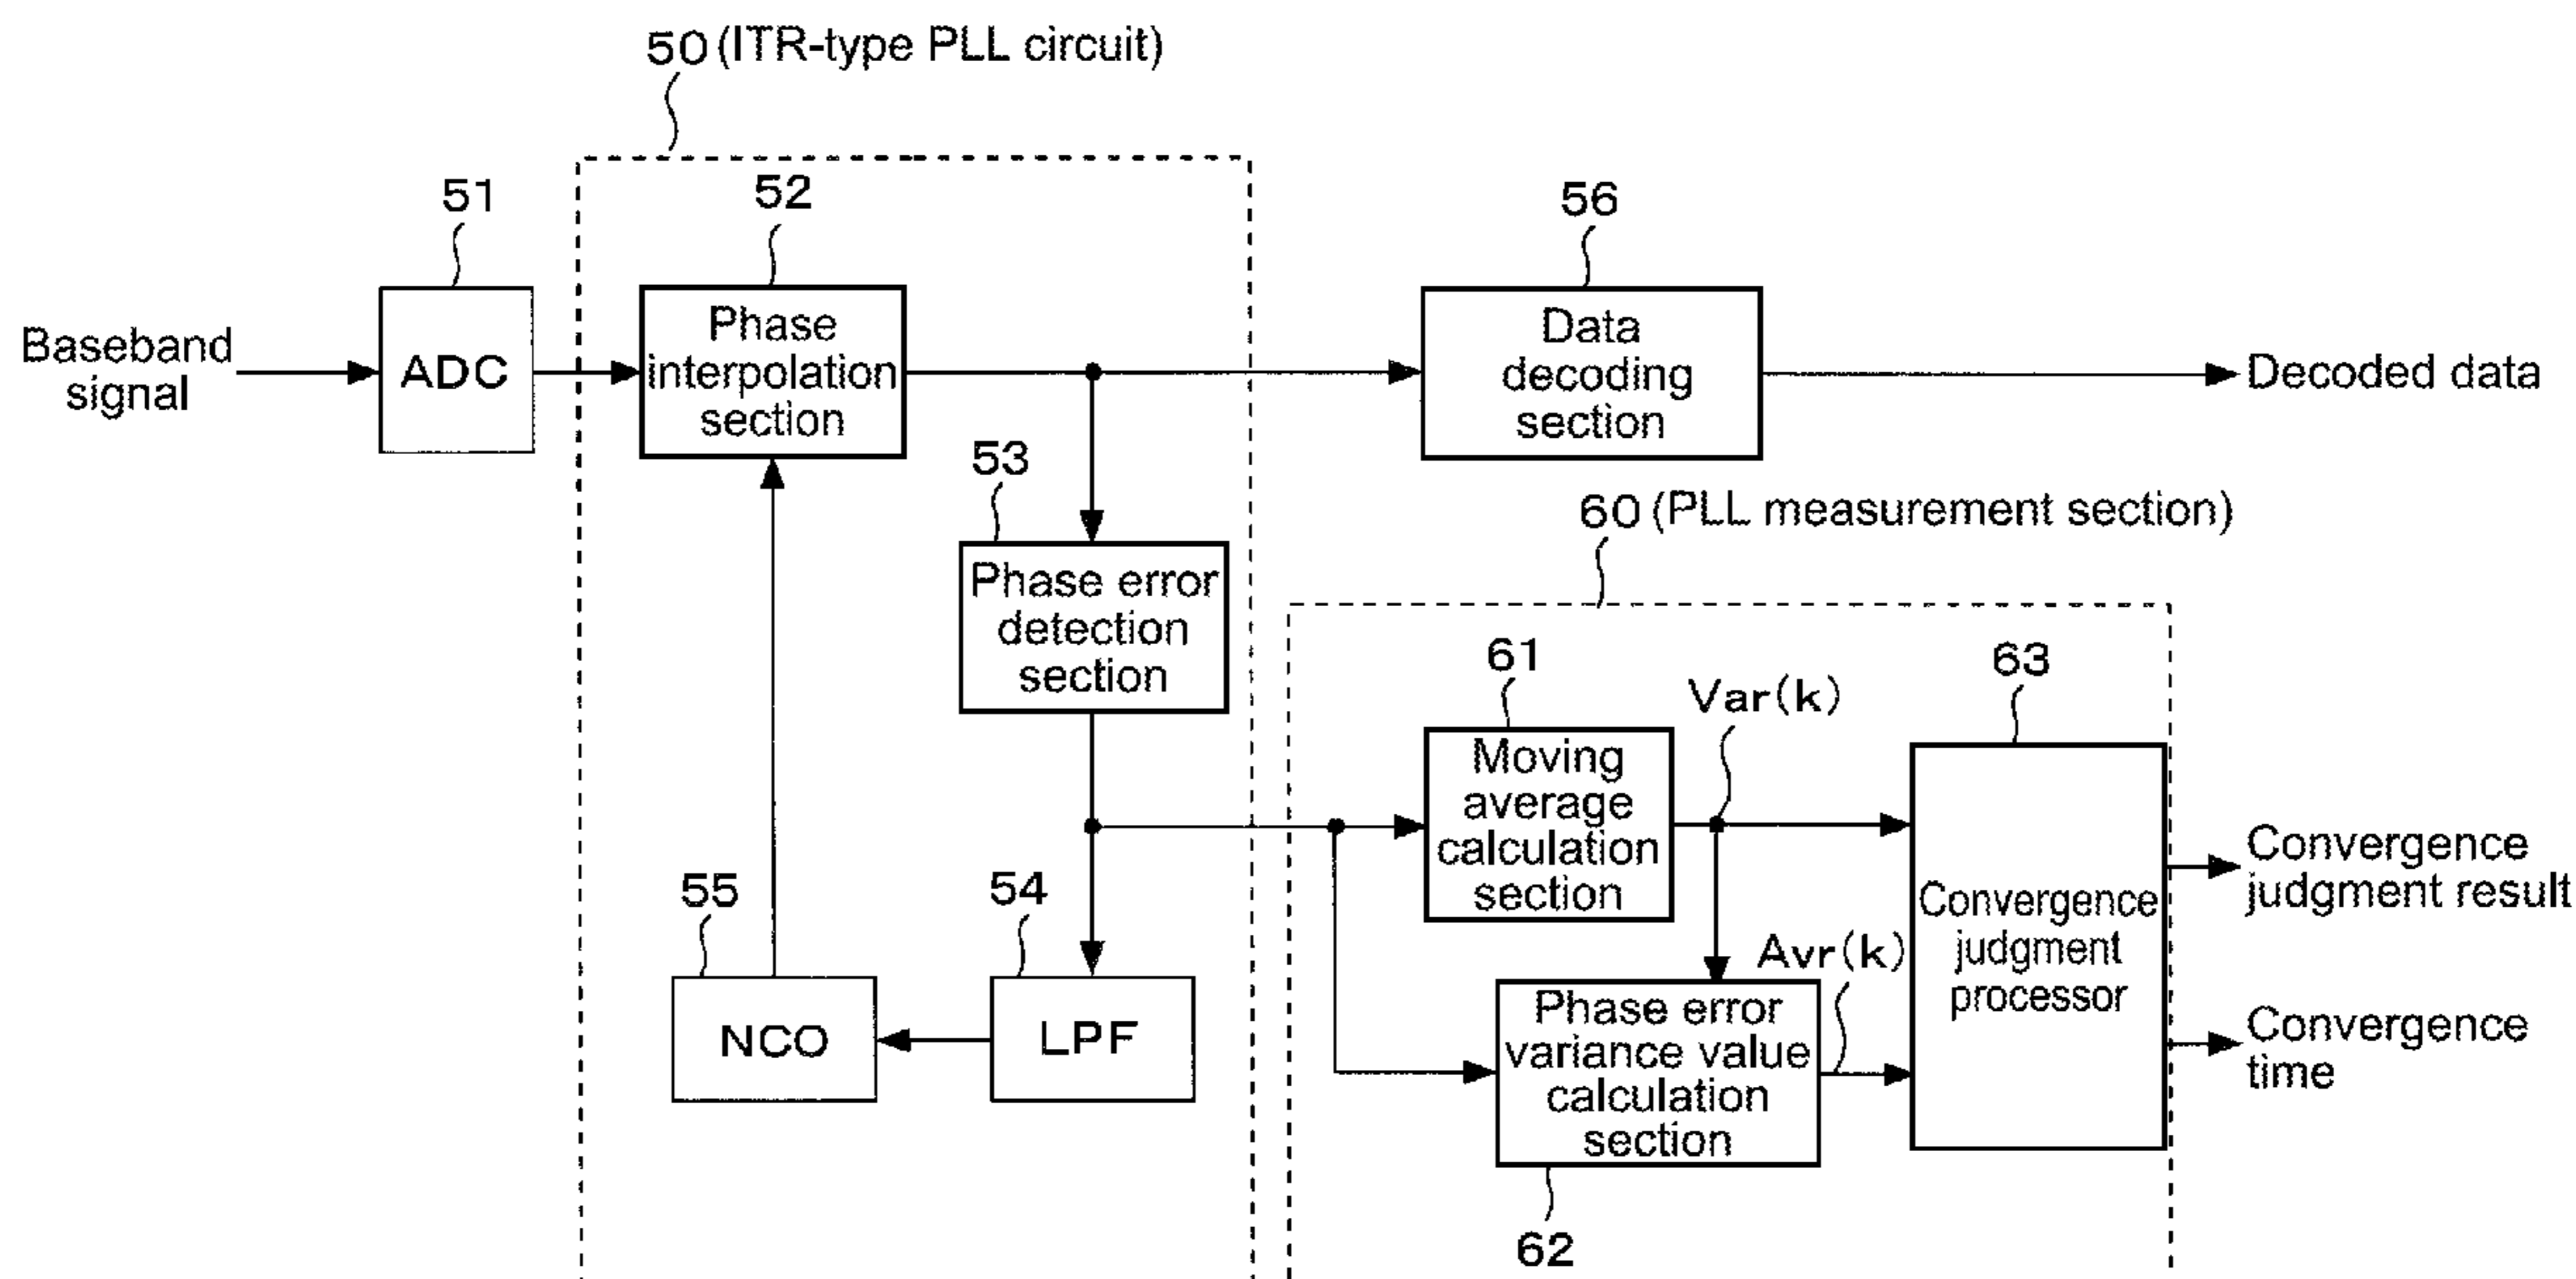 50 (ITR-type PLL circuit)
51
52
56
Baseband
signal
ADC
Phase
interpolation
section
Data
decoding
section
Decoded data
53
60 (PLL measurement section)
Phase error
detection
section
61
Var(k)
63
Moving
average
calculation
section
55
54
NCO
LPF
Avr(k)
Phase error
variance value
calculation
section
62
Convergence
judgment
processor
Convergence
judgment result
Convergence
time